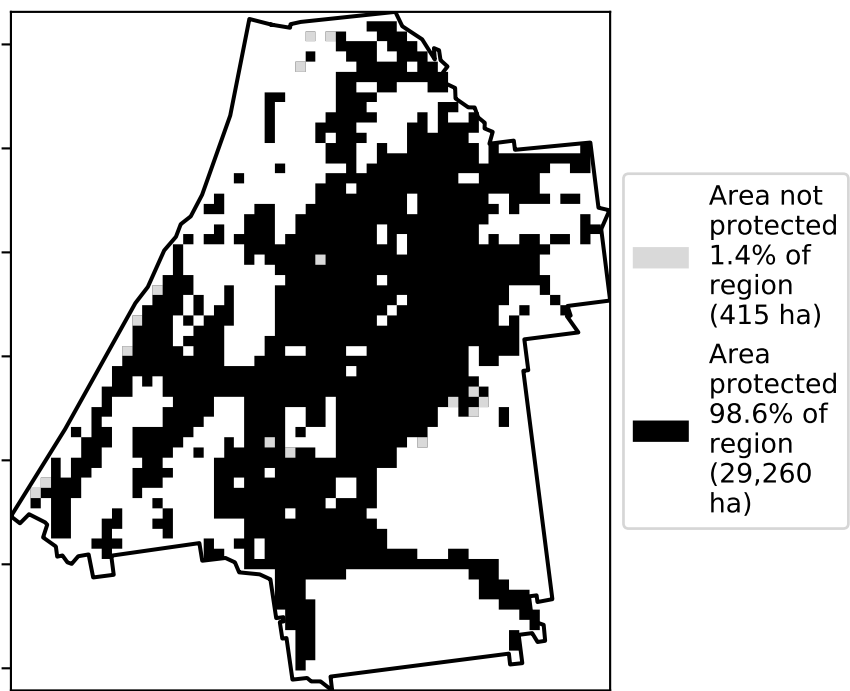 Area not
protected
1.4% of
region
(415 ha)
Area
protected
98.6% of
region
(29,260
ha)